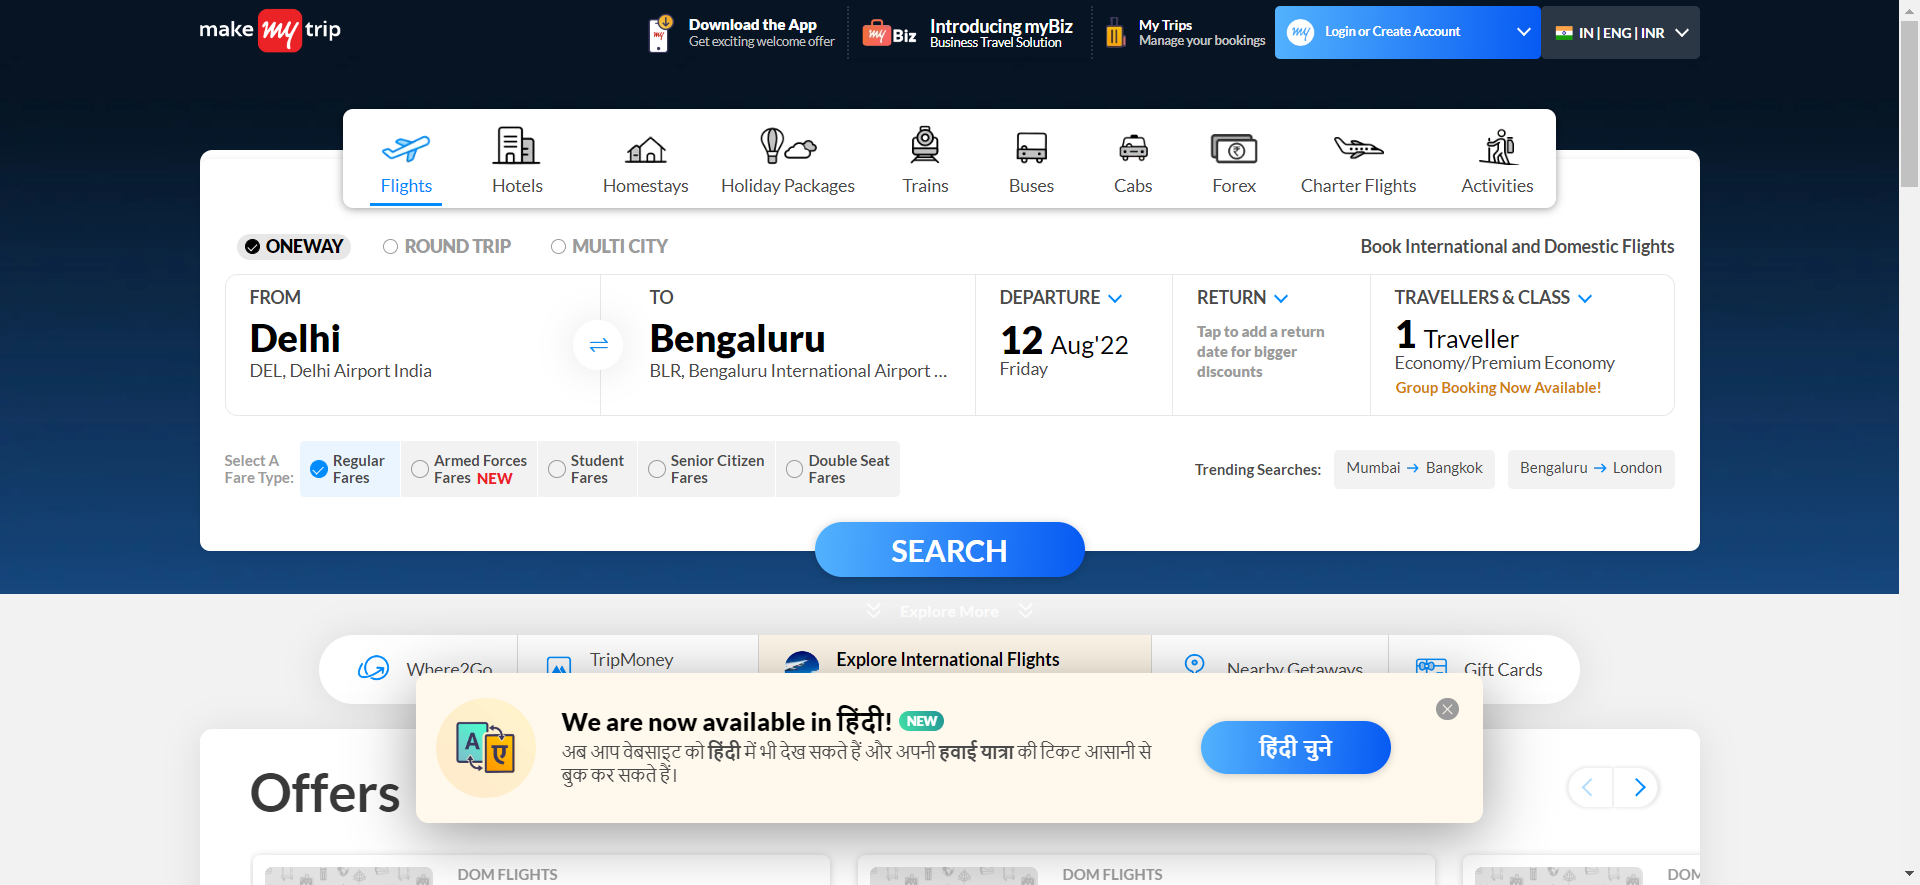 make my trip
Download the App
Get exciting welcome offer
my Biz
Introducing myBiz
Business Travel Solution
My Trips
Manage your bookings
my
Login or Create Account
IN | ENG | INR
Flights
Hotels
Homestays
Holiday Packages
Trains
Buses
Cabs
Forex
Charter Flights
Activities
ONEWAY
ROUND TRIP
MULTI CITY
Book International and Domestic Flights
FROM
Delhi
DEL, Delhi Airport India
TO
Bengaluru
BLR, Bengaluru International Airport ...
DEPARTURE
12 Aug'22
Friday
RETURN
Tap to add a return
date for bigger
discounts
TRAVELLERS & CLASS
1 Traveller
Economy/Premium Economy
Group Booking Now Available!
Select A
Fare Type:
Regular
Fares
Armed Forces
Fares NEW
Student
Fares
Senior Citizen
Fares
Double Seat
Fares
Trending Searches:
Mumbai → Bangkok
Bengaluru → London
SEARCH
Explore More
Where2Go
TripMoney
Explore International Flights
Nearby Getaways
Gift Cards
We are now available in हिंदी! NEW
अब आप वेबसाइट को हिंदी में भी देख सकते हैं और अपनी हवाई यात्रा की टिकट आसानी से
बुक कर सकते हैं।
हिंदी चुने
A
ए
Offers
DOM FLIGHTS
DOM FLIGHTS
DOM